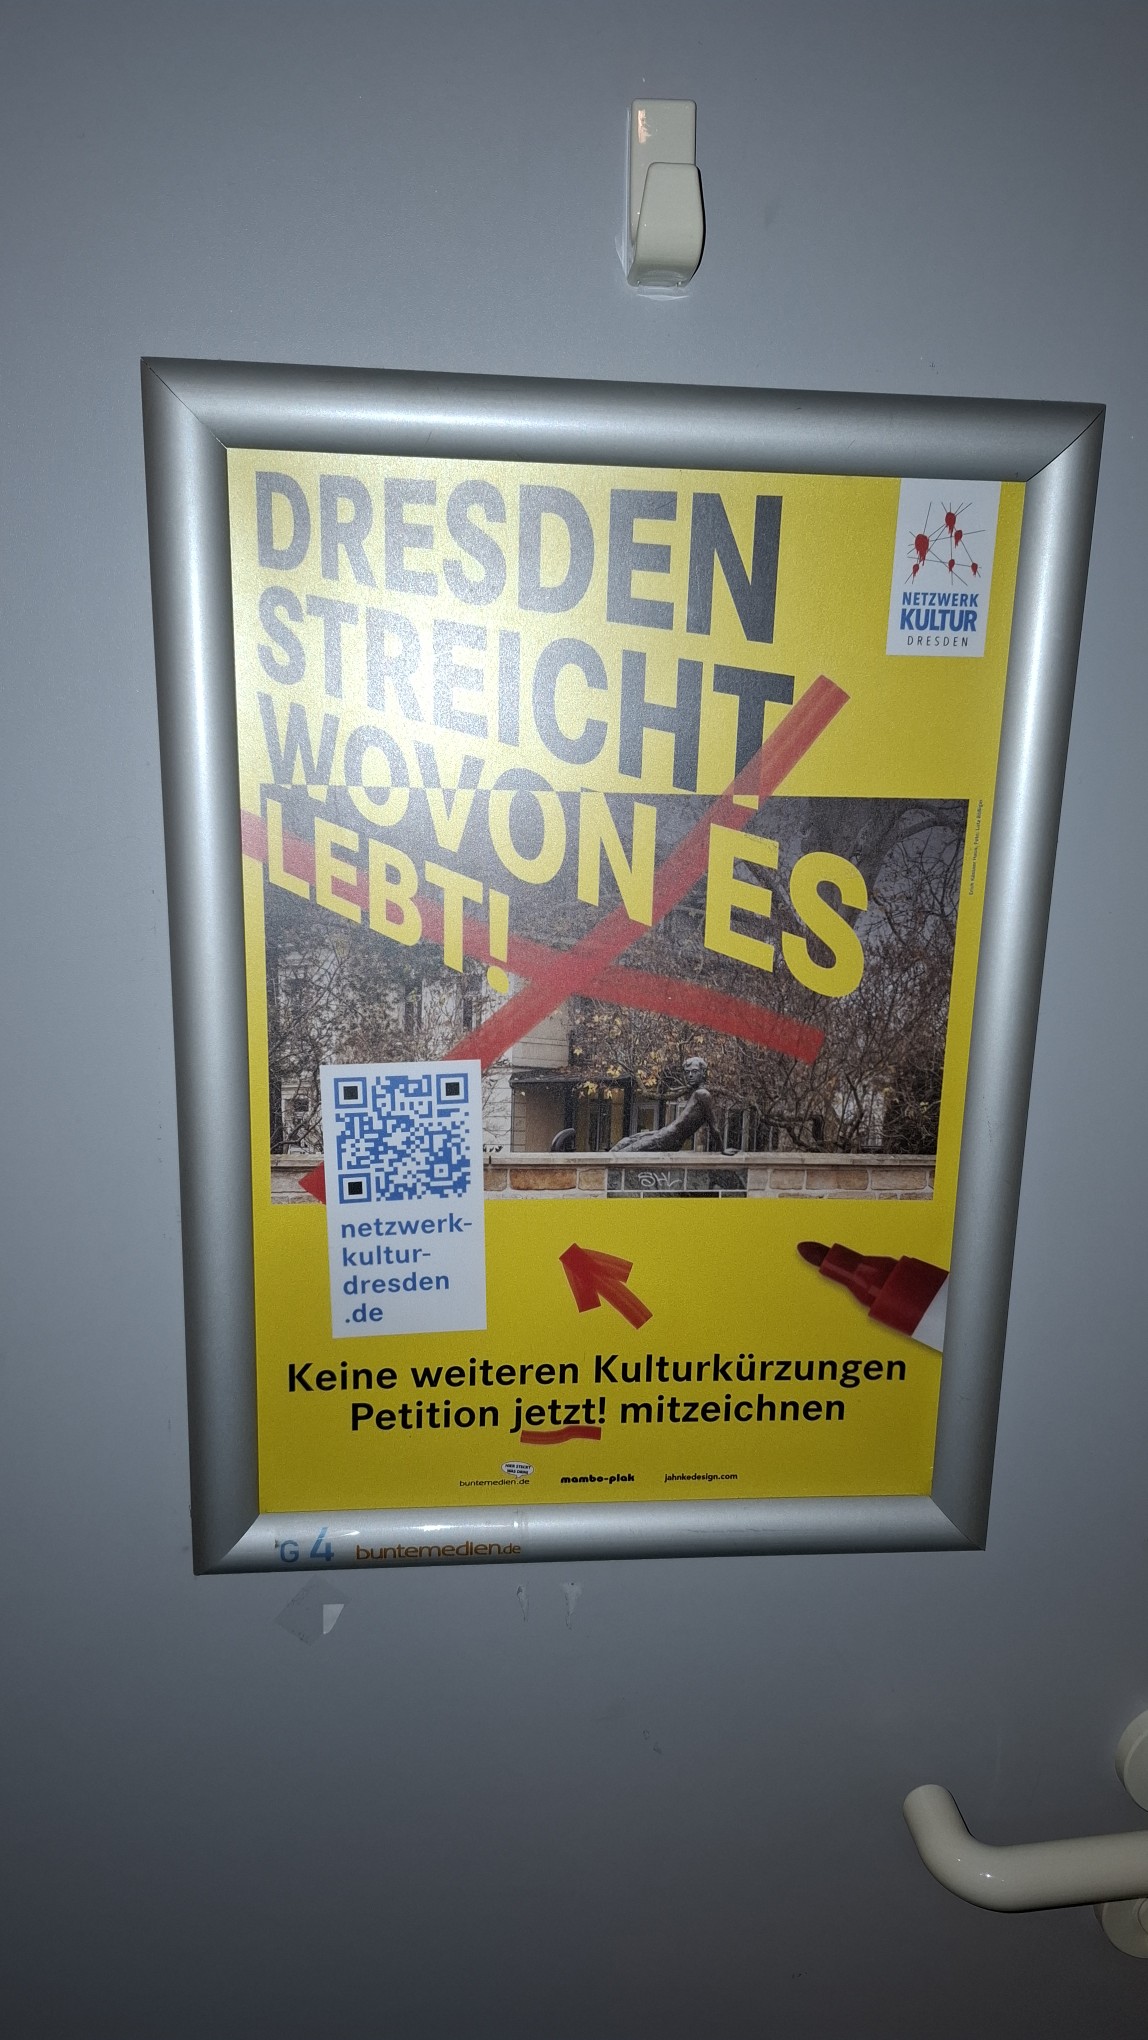 DRESDEN
STREICHT
WOVON ES
LEBT!
NETZWERK
KULTUR
DRESDEN
SHL
netzwerk-
kultur-
dresden
.de
Keine weiteren Kulturkürzungen
Petition jetzt! mitzeichnen
buntemedien.de
mambo-plak
jahnkedesign.com
G 4 buntemedien.de